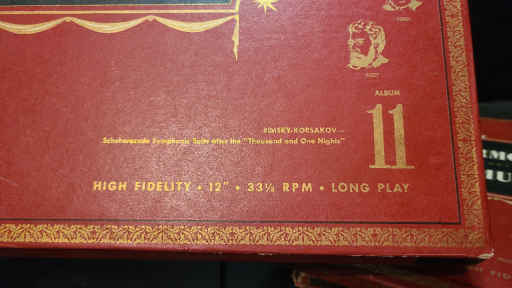 ALBUM
11
RIMSKY-KORSAKOV
Scheherazade Symphonic Suite after the "Thousand and One Nights"
HIGH FIDELITY • 12" • 33⅓ RPM • LONG PLAY